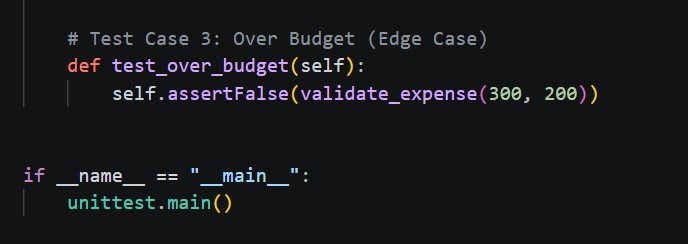 # Test Case 3: Over Budget (Edge Case)
def test_over_budget(self):
self.assertFalse(validate_expense(300, 200))
if __name__ == "__main__":
unittest.main()